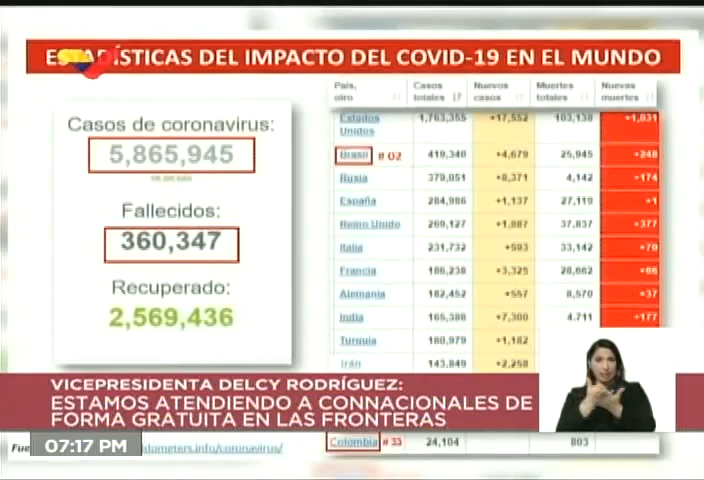 ESTADÍSTICAS DEL IMPACTO DEL COVID-19 EN EL MUNDO
Casos de coronavirus:
5,865,945
Fallecidos:
360,347
Recuperado:
2,569,436
País, otro Casos totales Nuevos casos Muertes totales Nuevas muertes
Estados Unidos 1,763,355 +17,552 103,138 +1,031
Brasil # 02 419,340 +4,679 25,945 +248
Rusia 379,051 +8,371 4,142 +174
España 284,986 +1,137 27,119 +1
Reino Unido 269,127 +1,887 37,837 +377
Italia 231,732 +593 33,142 +70
Francia 186,238 +3,325 28,662 +66
Alemania 182,452 +557 8,570 +37
India 165,386 +7,300 4,711 +177
Turquía 160,979 +1,182
Irán 143,849 +2,258
VICEPRESIDENTA DELCY RODRÍGUEZ:
ESTAMOS ATENDIENDO A CONNACIONALES DE
FORMA GRATUITA EN LAS FRONTERAS
Colombia # 33 24,104 803
Fue
07:17 PM
dometers.info/coronavirus/